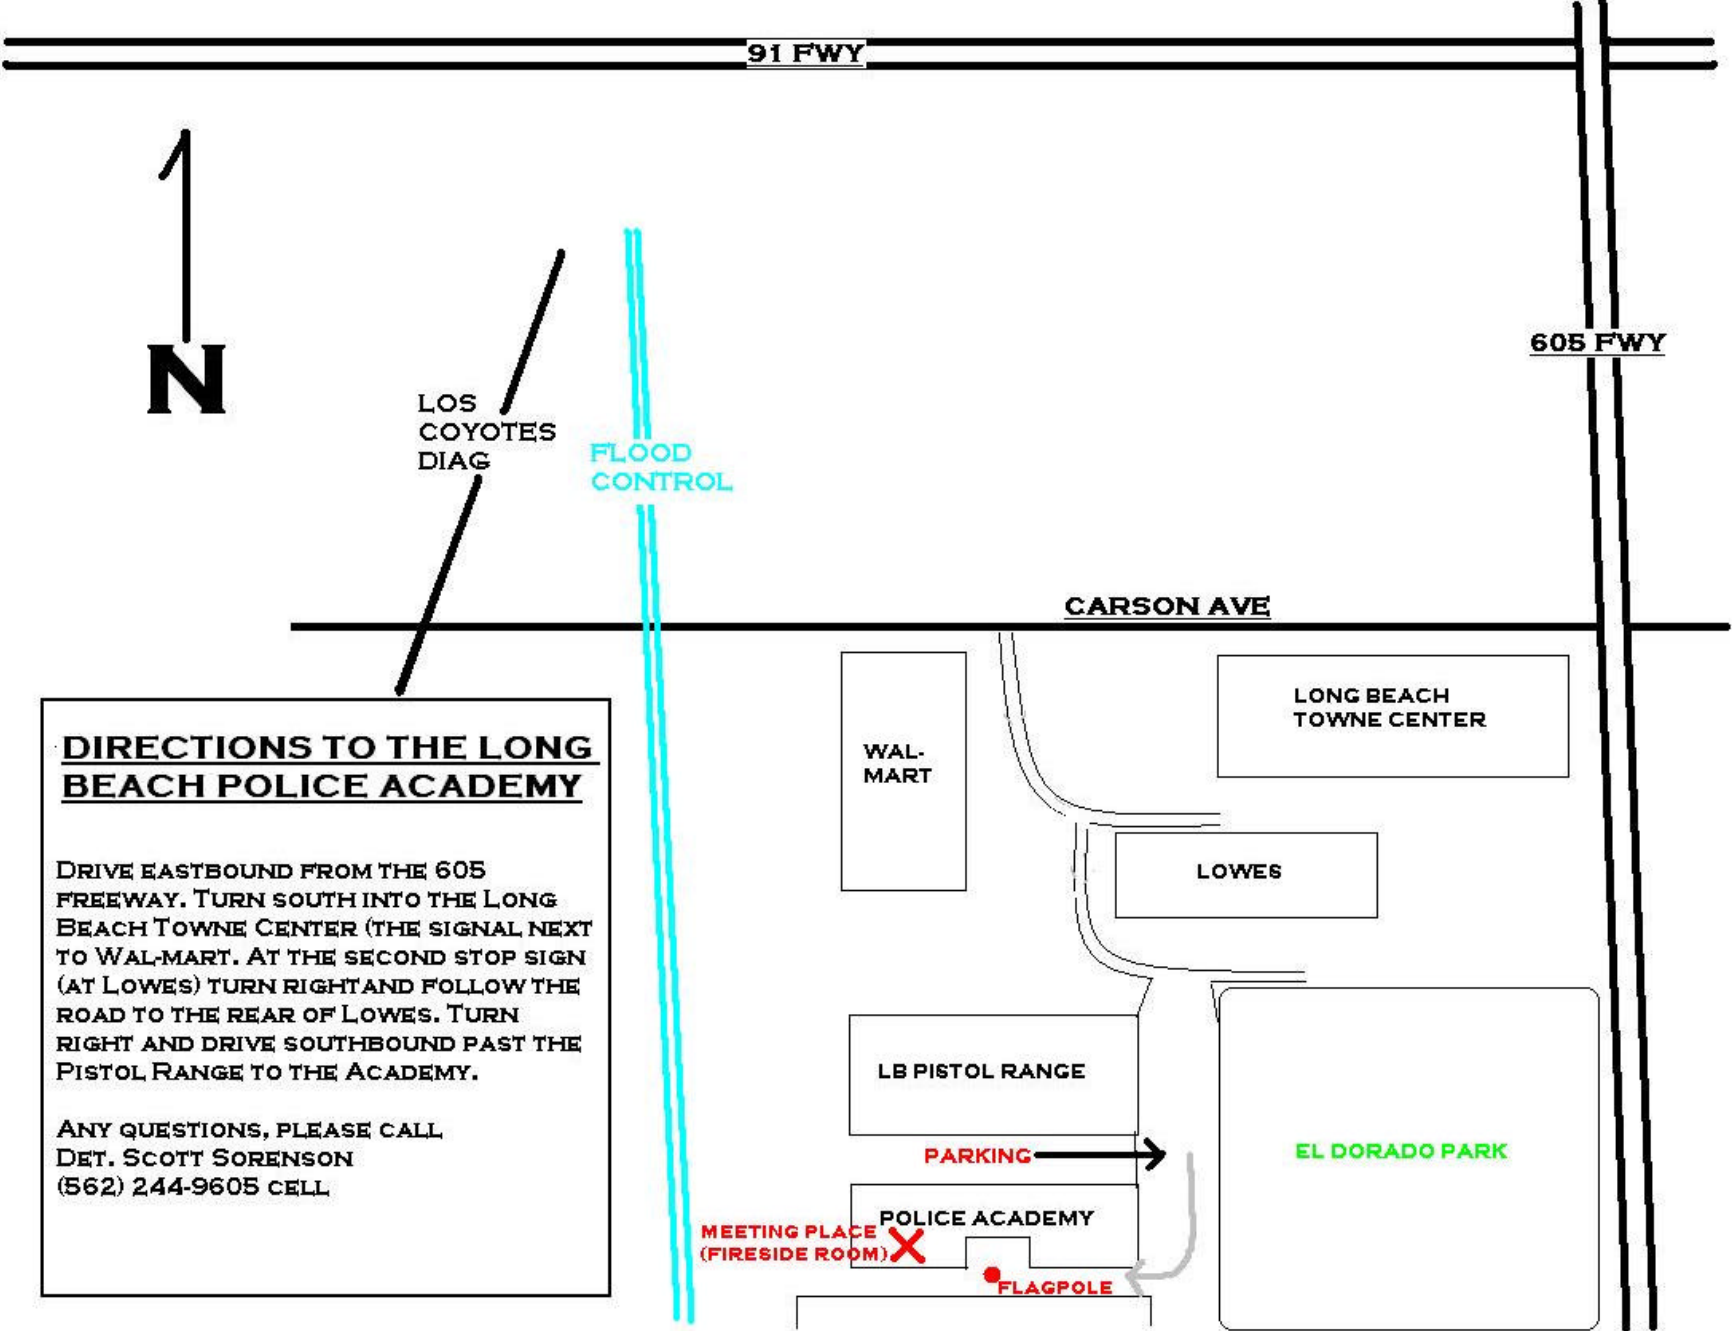 91 FWY
N
605 FWY
LOS
COYOTES
DIAG
FLOOD
CONTROL
CARSON AVE
WAL-
MART
LONG BEACH
TOWNE CENTER
LOWES
DIRECTIONS TO THE LONG
BEACH POLICE ACADEMY
DRIVE EASTBOUND FROM THE 605
FREEWAY. TURN SOUTH INTO THE LONG
BEACH TOWNE CENTER (THE SIGNAL NEXT
TO WAL-MART. AT THE SECOND STOP SIGN
(AT LOWES) TURN RIGHTAND FOLLOW THE
ROAD TO THE REAR OF LOWES. TURN
RIGHT AND DRIVE SOUTHBOUND PAST THE
PISTOL RANGE TO THE ACADEMY.
ANY QUESTIONS, PLEASE CALL
DET. SCOTT SORENSON
(562) 244-9605 CELL
LB PISTOL RANGE
PARKING
EL DORADO PARK
POLICE ACADEMY
MEETING PLACE
(FIRESIDE ROOM)
FLAGPOLE